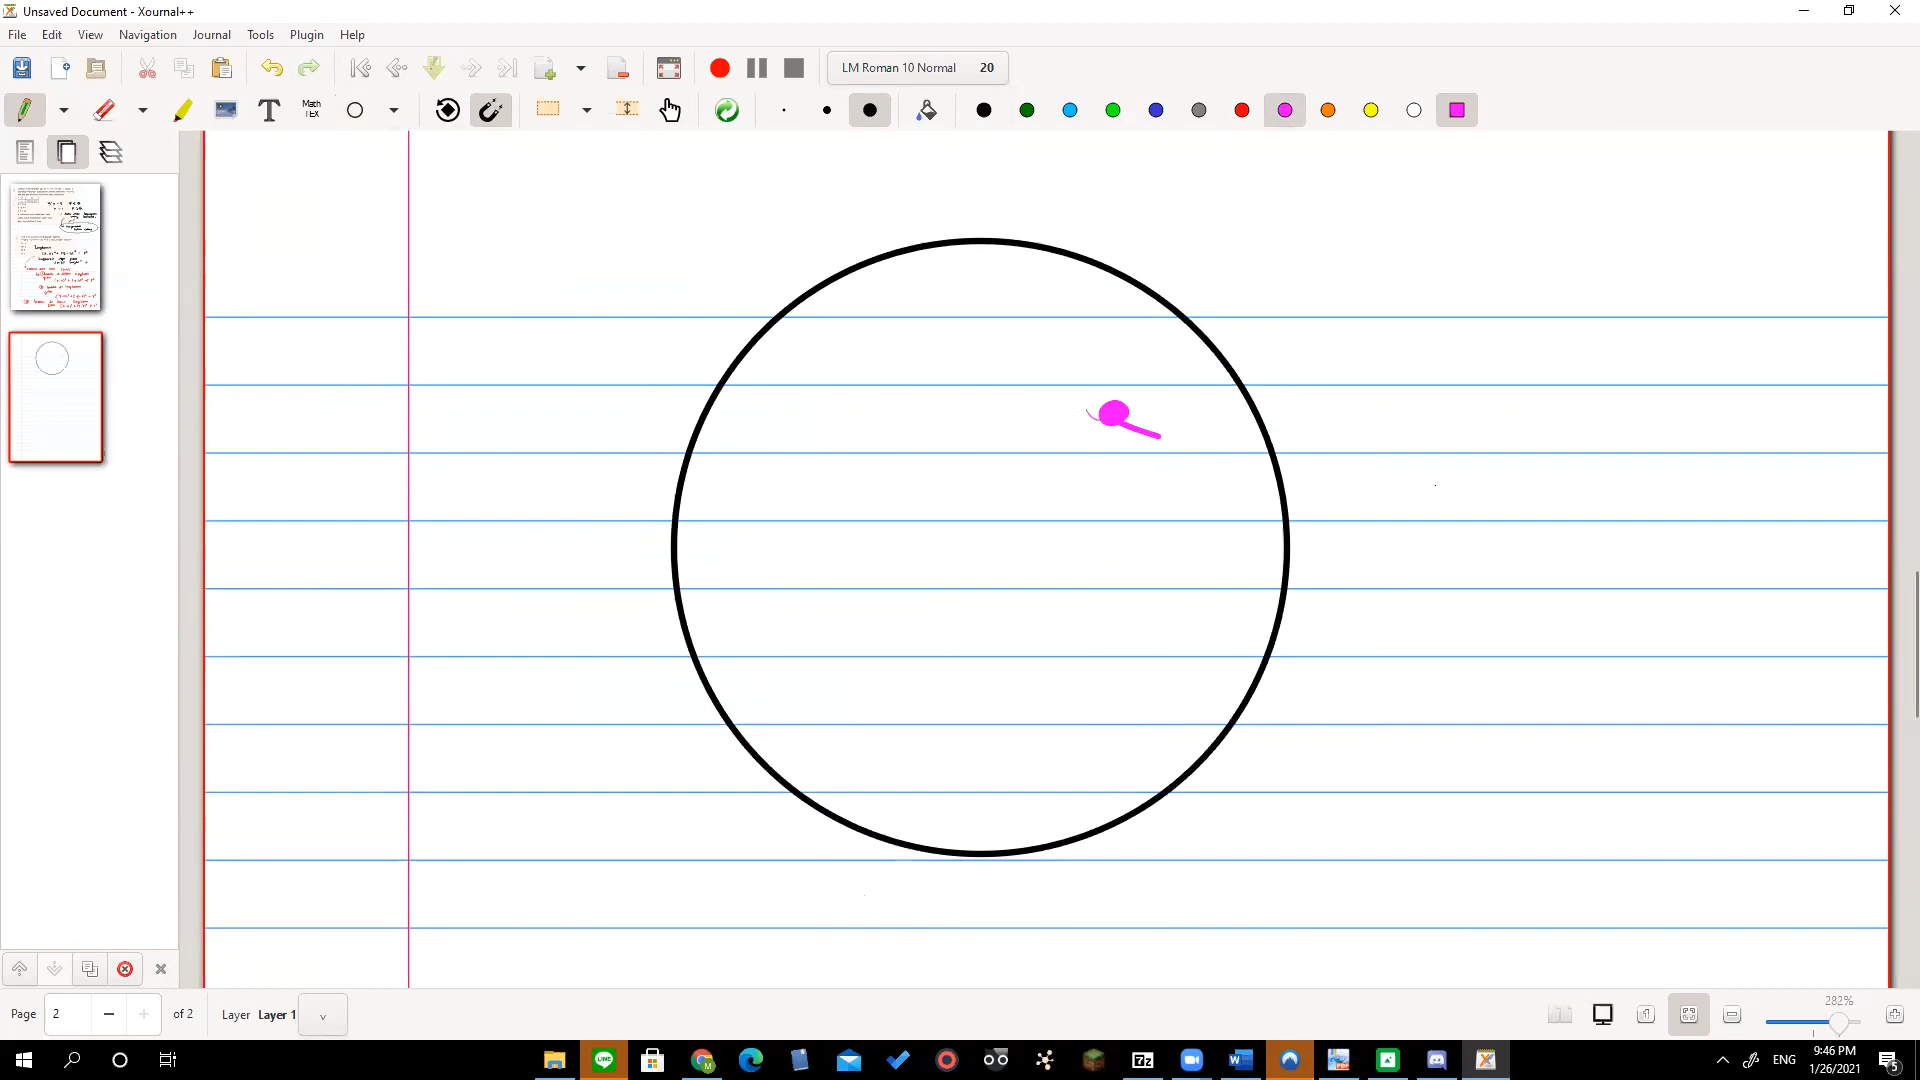 Unsaved Document - Xournal++
File Edit View Navigation Journal Tools Plugin Help
LM Roman 10 Normal 20
Math
TEX
282%
Page 2 of 2 Layer Layer 1
ENG
9:46 PM
1/26/2021
5